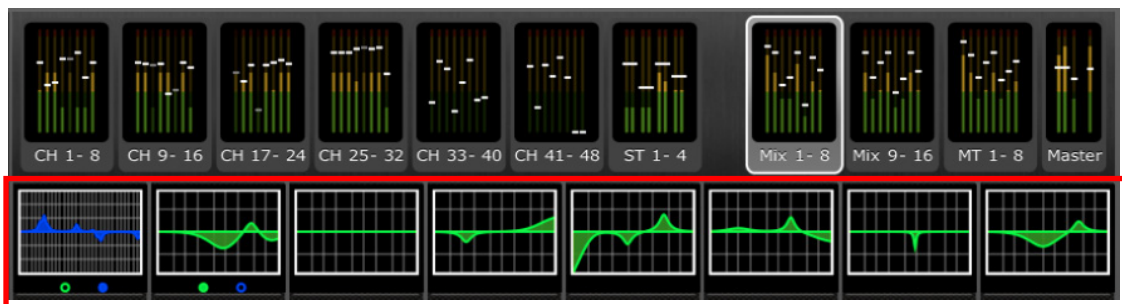 CH 1- 8 CH 9- 16 CH 17- 24 CH 25- 32 CH 33- 40 CH 41- 48 ST 1- 4 Mix 1- 8 Mix 9- 16 MT 1- 8 Master